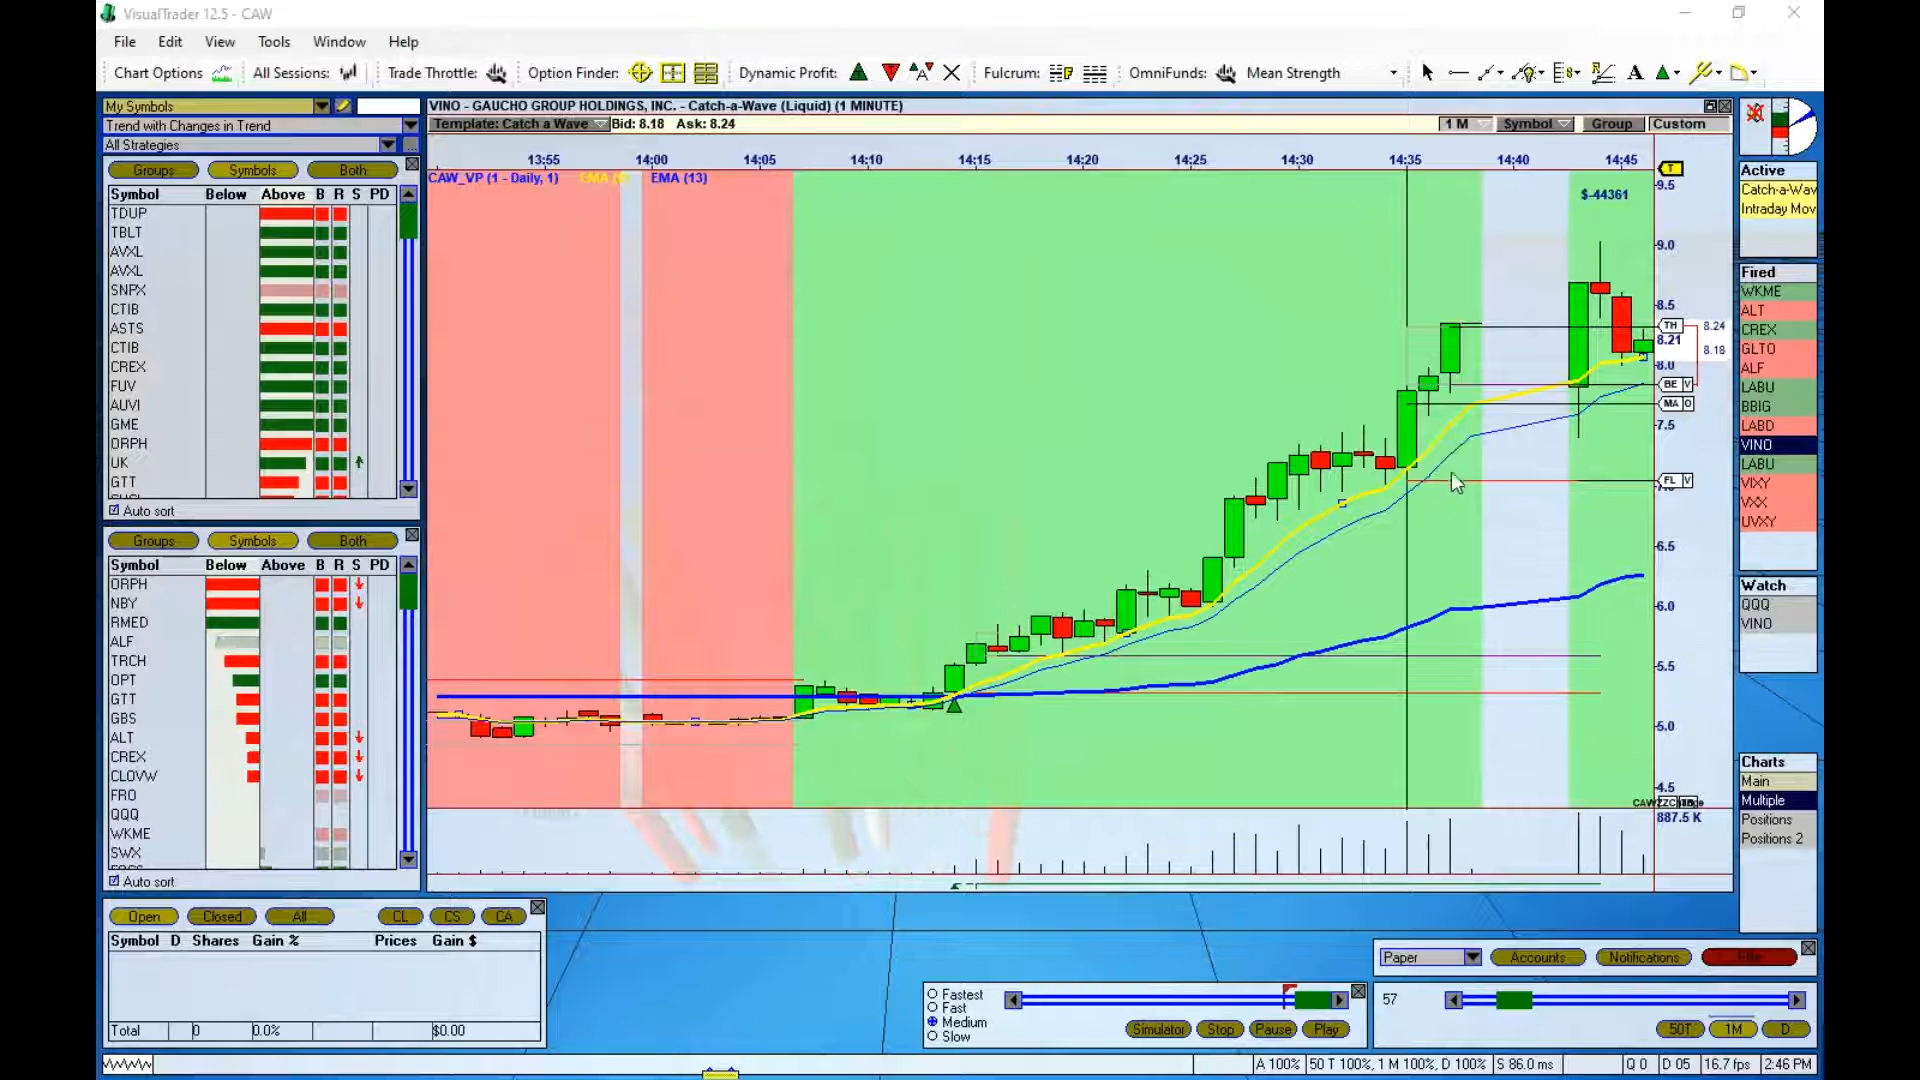 VisualTrader 12.5 - CAW
File Edit View Tools Window Help
Chart Options All Sessions: Trade Throttle: Option Finder: Dynamic Profit: Fulcrum: OmniFunds: Mean Strength
My Symbols
Trend with Changes in Trend
All Strategies
Groups Symbols Both
Symbol Below Above B R S PD
TDUP
TBLT
AVXL
AVXL
SNPX
CTIB
ASTS
CTIB
CREX
FUV
AUVI
GME
ORPH
UK
GTT
Auto sort
Groups Symbols Both
Symbol Below Above B R S PD
ORPH
NBY
RMED
ALF
TRCH
OPT
GTT
GBS
ALT
CREX
CLOVW
FRO
QQQ
WKME
SWX
Auto sort
VINO - GAUCHO GROUP HOLDINGS, INC. - Catch-a-Wave (Liquid) (1 MINUTE)
Template: Catch a Wave Bid: 8.18 Ask: 8.24
1 M Symbol Group Custom
13:55 14:00 14:05 14:10 14:15 14:20 14:25 14:30 14:35 14:40 14:45
CAW_VP (1 - Daily, 1) EMA EMA (13)
T
$-44361
9.5
9.0
8.5
TH 8.24
8.21
8.18
8.0
BE V
MA O
7.5
FL V
6.5
6.0
5.5
5.0
4.5
887.5 K
Active
Catch-a-Wav
Intraday Mov
Fired
WKME
ALT
CREX
GLTO
ALF
LABU
BBIG
LABD
VINO
LABU
VIXY
VXX
UVXY
Watch
QQQ
VINO
Charts
Main
Multiple
Positions
Positions 2
Open Closed All CL CS CA
Symbol D Shares Gain % Prices Gain $
Total 0 0.0% $0.00
Fastest
Fast
Medium
Slow
Simulator Stop Pause Play
Paper Accounts Notifications
57
50T 1M D
A 100% 50 T 100%, 1 M 100%, D 100% S 86.0 ms Q 0 D 05 16.7 fps 2:46 PM